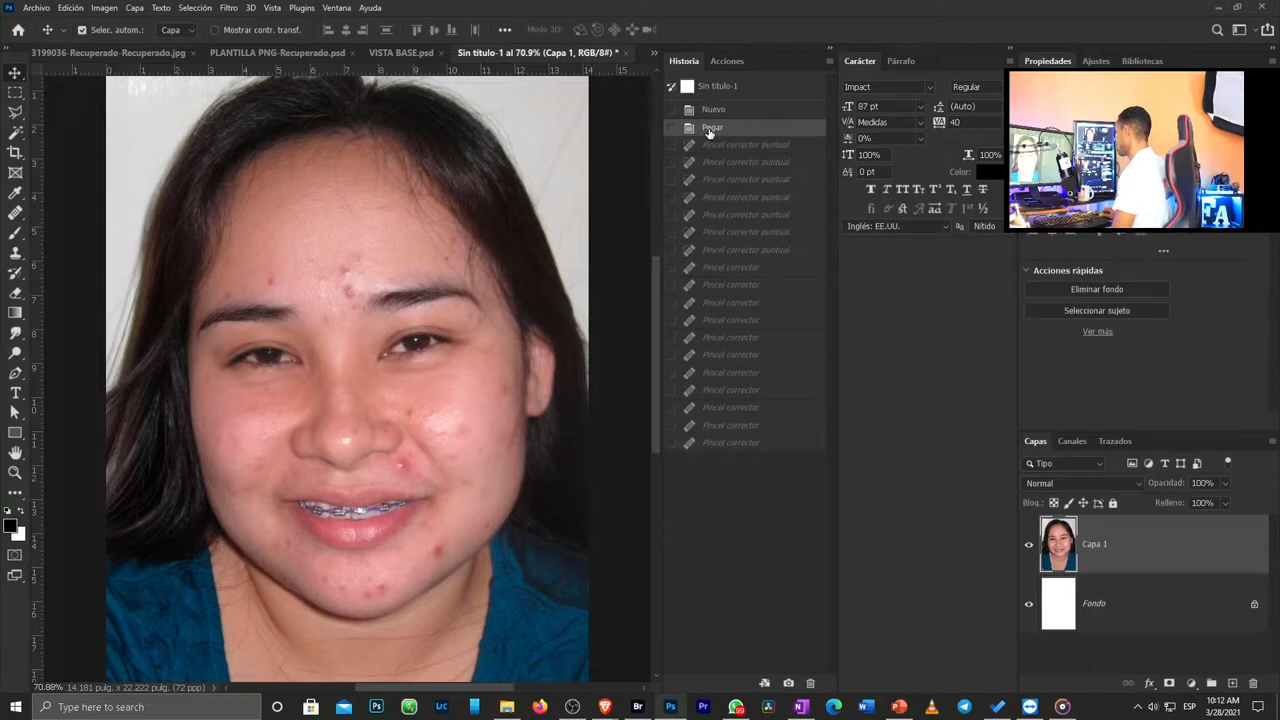 Archivo Edición Imagen Capa Texto Selección Filtro 3D Vista Plugins Ventana Ayuda
Selec. autom.: Capa Mostrar contr. transf. Modo 3D:
3199036-Recuperado-Recuperado.jpg × PLANTILLA PNG-Recuperado.psd × VISTA BASE.psd × Sin título-1 al 70.9% (Capa 1, RGB/8#) * ×
Historia Acciones
Sin título-1
Nuevo
Pegar
Pincel corrector puntual
Pincel corrector puntual
Pincel corrector puntual
Pincel corrector puntual
Pincel corrector puntual
Pincel corrector puntual
Pincel corrector puntual
Pincel corrector
Pincel corrector
Pincel corrector
Pincel corrector
Pincel corrector
Pincel corrector
Pincel corrector
Pincel corrector
Pincel corrector
Pincel corrector
Pincel corrector
Carácter Párrafo
Impact Regular
87 pt (Auto)
Medidas 40
0%
100% 100%
0 pt Color:
Inglés: EE.UU. Nítido
Propiedades Ajustes Bibliotecas
FA
Acciones rápidas
Eliminar fondo
Seleccionar sujeto
Ver más
Capas Canales Trazados
Tipo
Normal Opacidad: 100%
Bloq.: Relleno: 100%
Capa 1
Fondo
70.88% 14.181 pulg. x 22.222 pulg. (72 ppp)
Type here to search
ESP
10:12 AM
3/28/2021